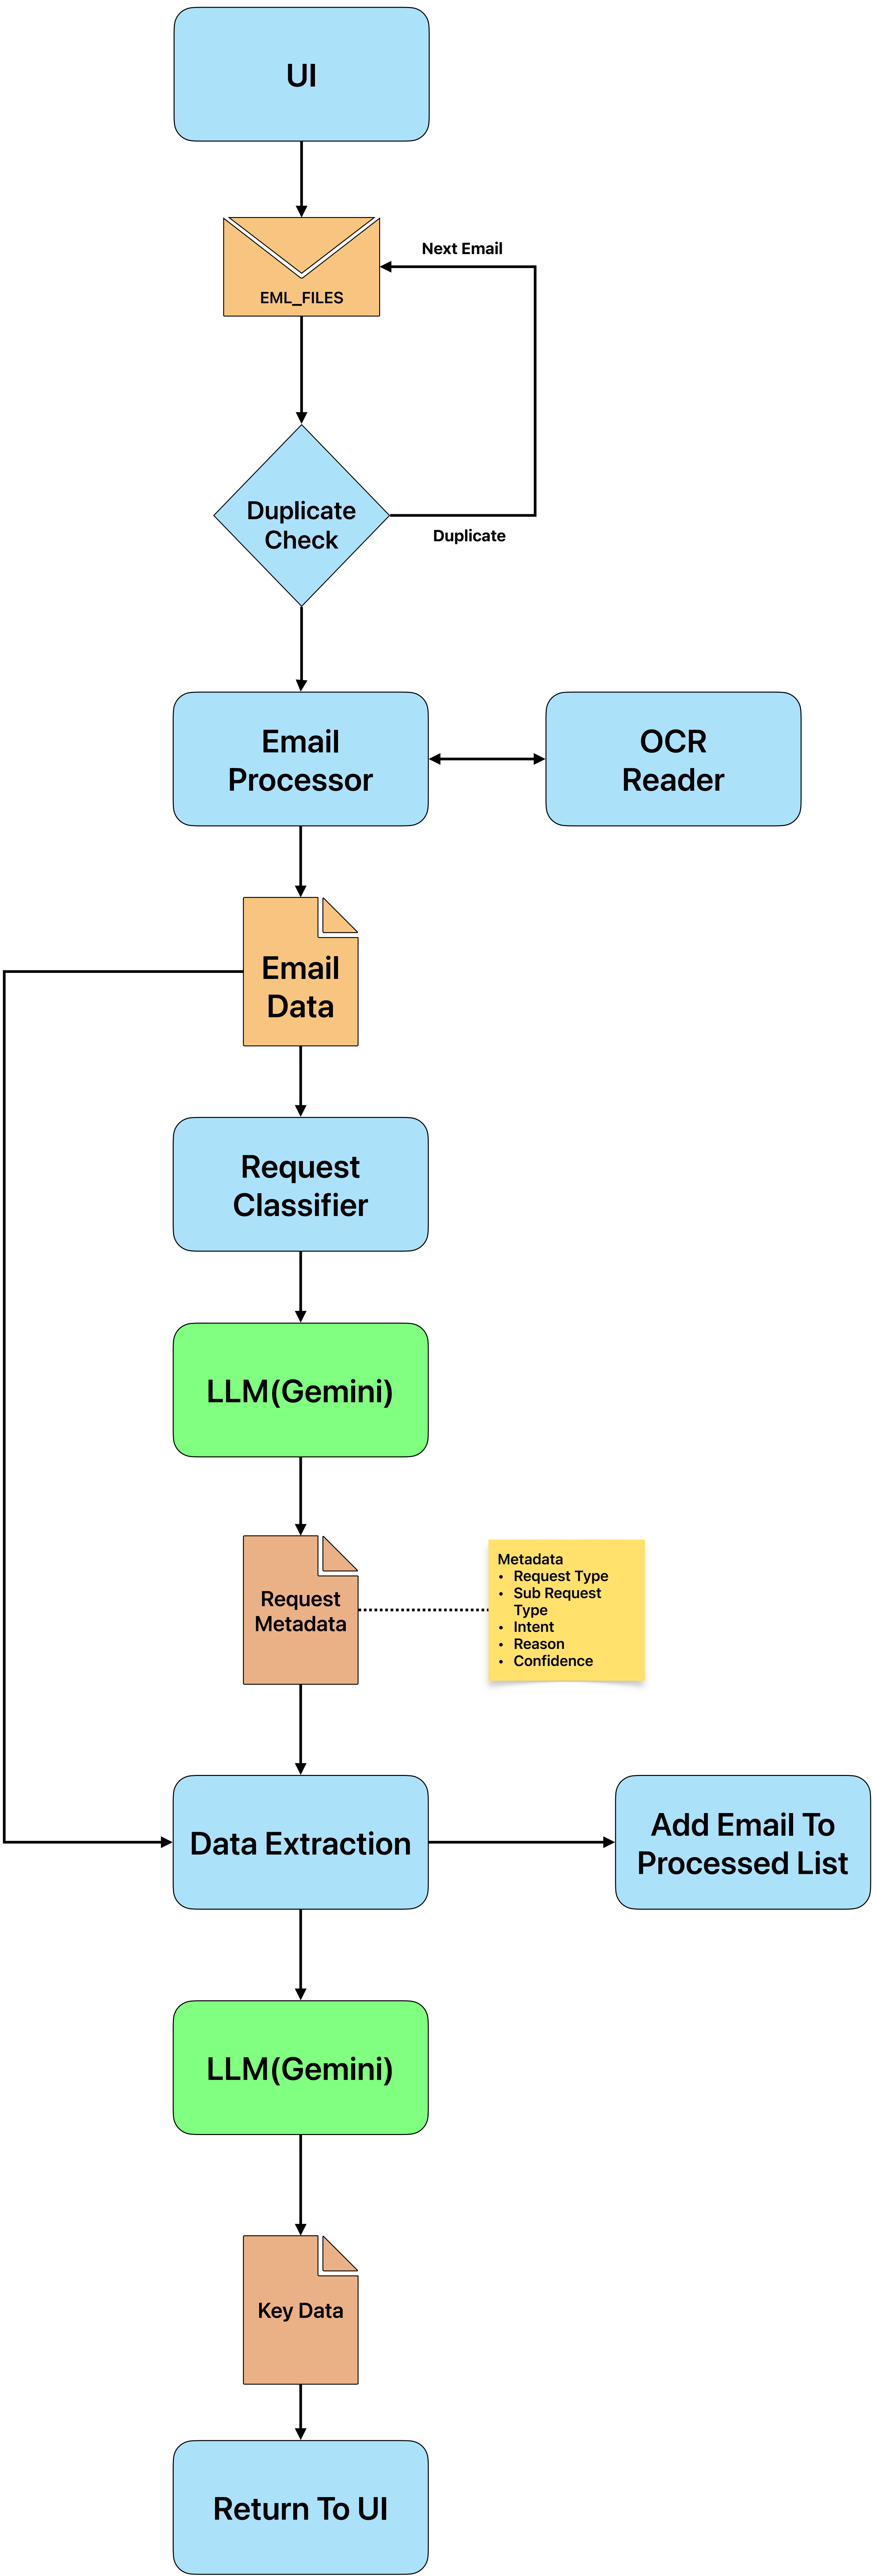 UI
Next Email
EML_FILES
Duplicate
Check
Duplicate
Email
Processor
OCR
Reader
Email
Data
Request
Classifier
LLM(Gemini)
Request
Metadata
Metadata
• Request Type
• Sub Request
Type
• Intent
• Reason
• Confidence
Data Extraction
Add Email To
Processed List
LLM(Gemini)
Key Data
Return To UI